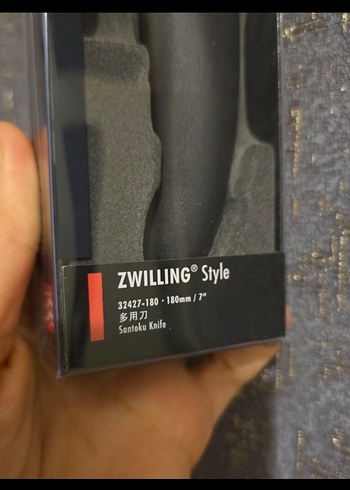 ZWILLING® Style
32427-180 · 180mm / 7"
多用刀
Santoku Knife